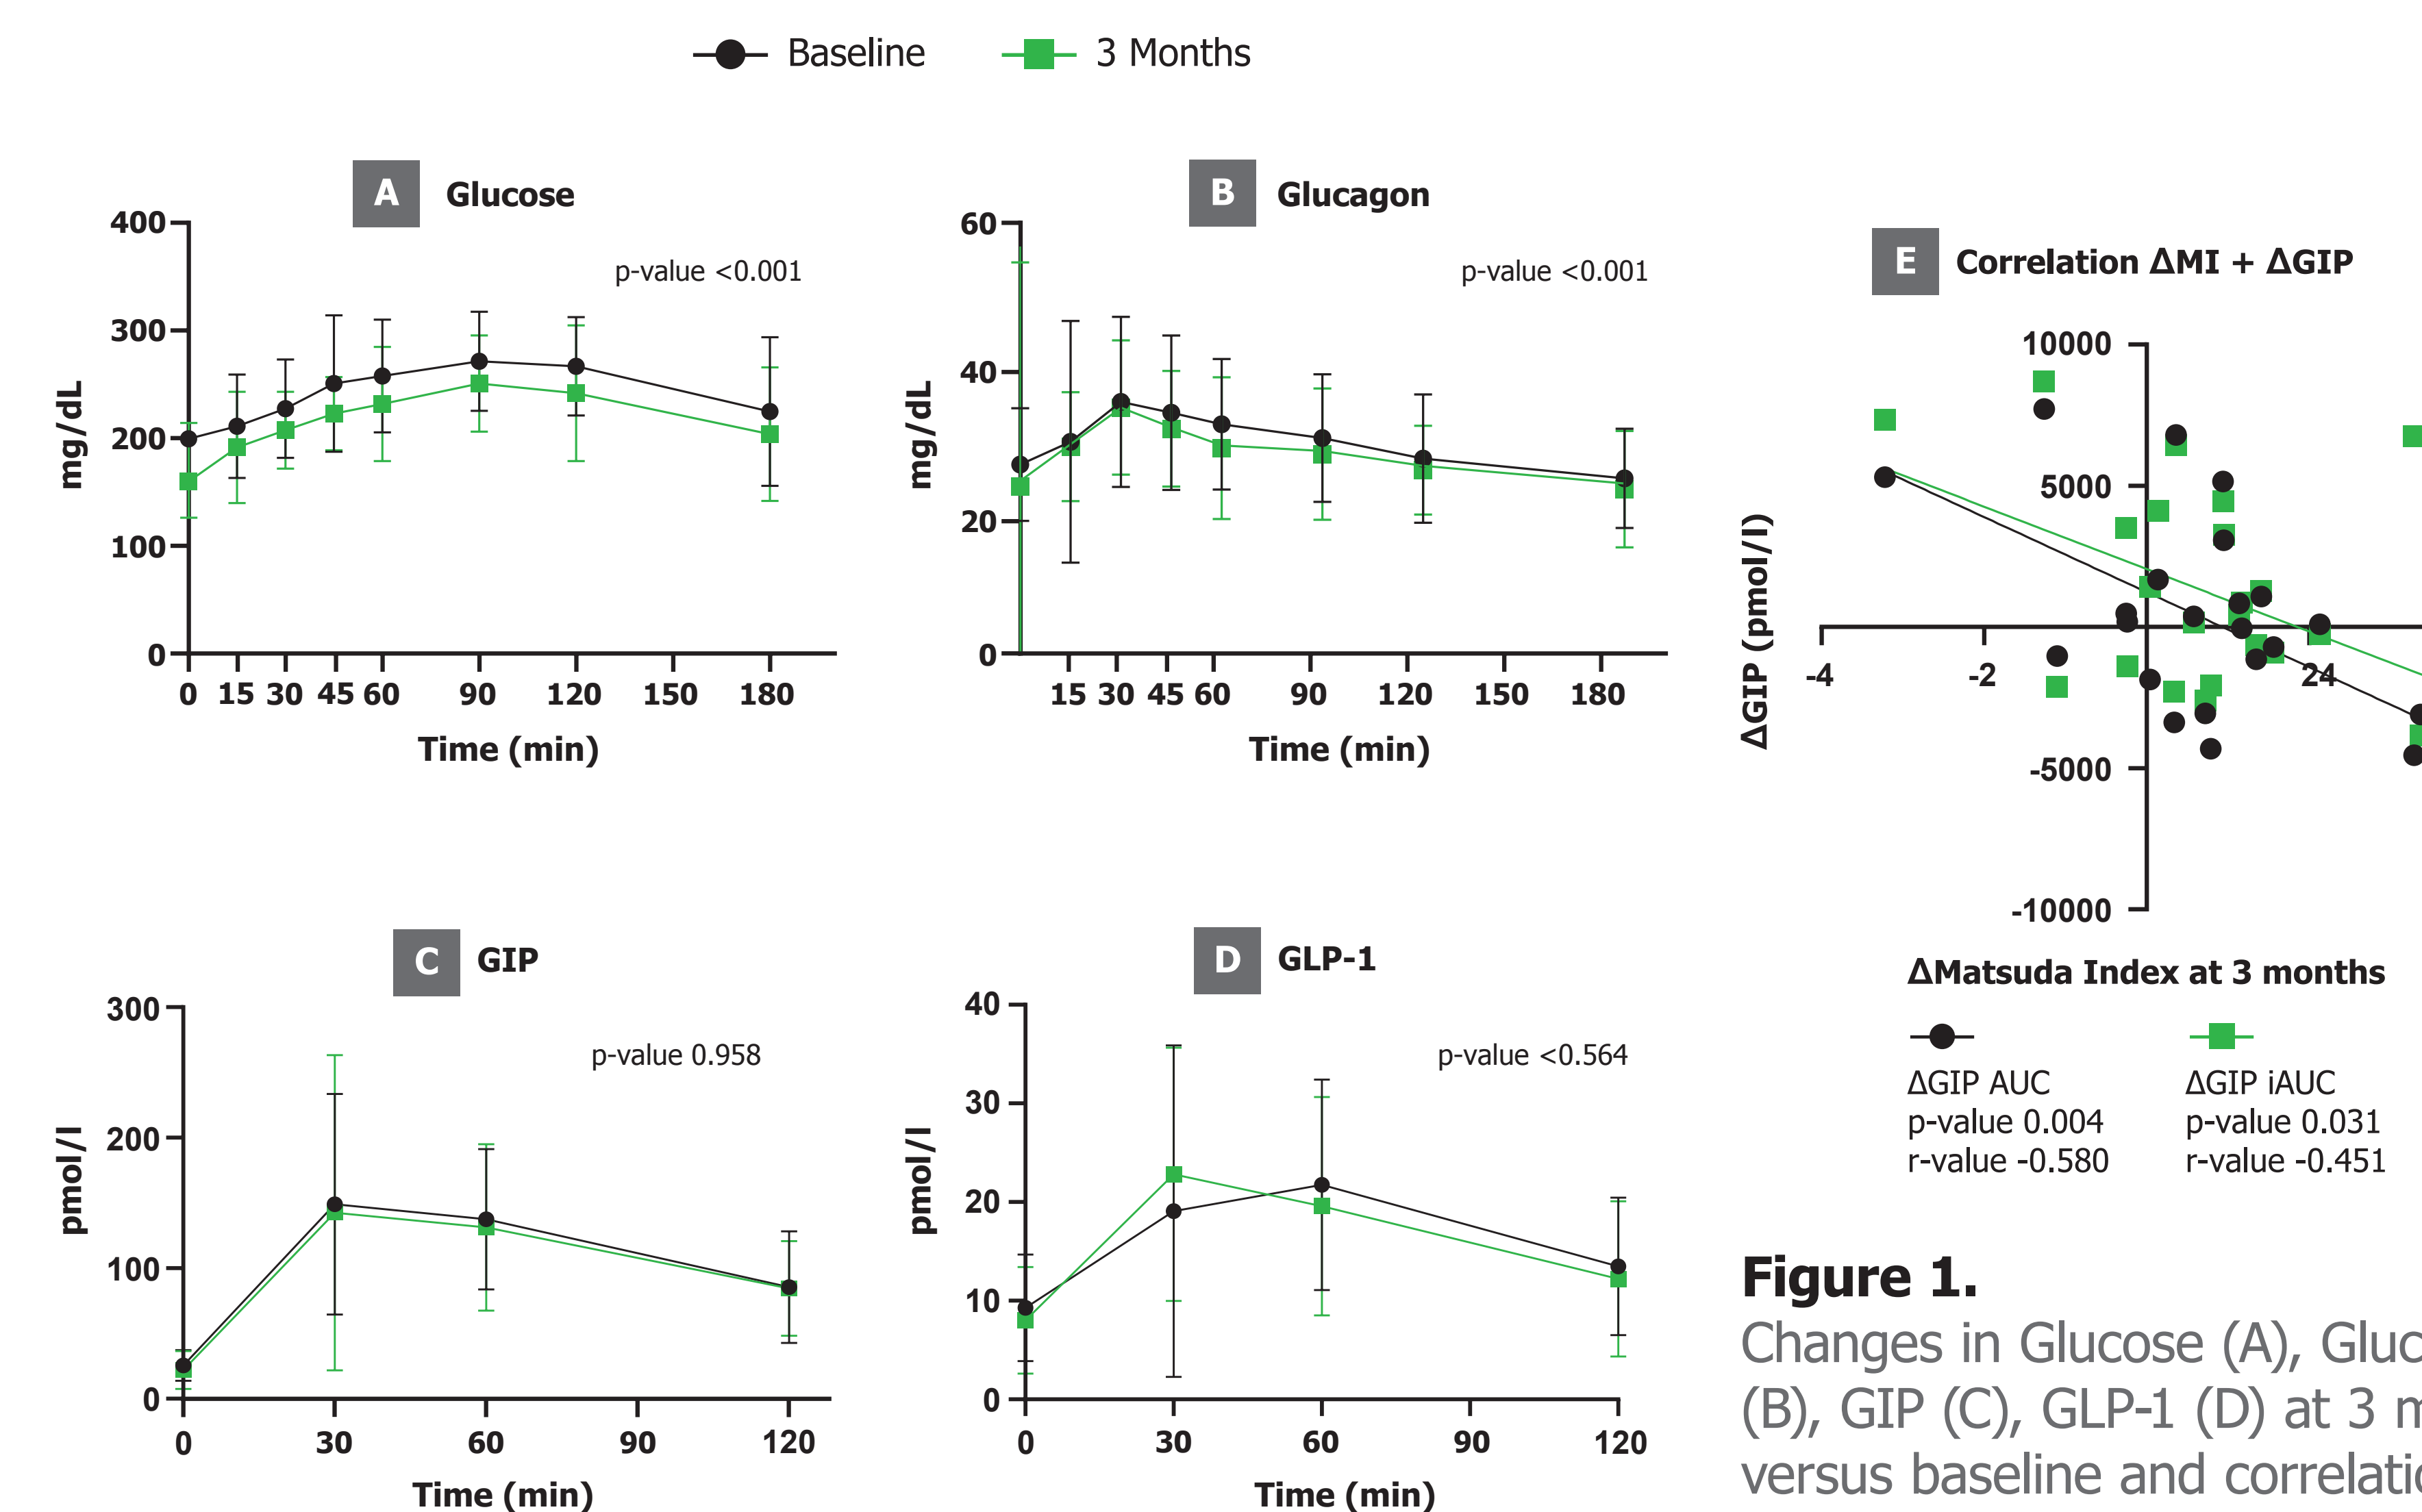 Baseline 3 Months
A Glucose
400
300
200
100
0
mg/dL
p-value <0.001
0 15 30 45 60 90 120 150 180
Time (min)
B Glucagon
60
40
20
0
mg/dL
p-value <0.001
15 30 45 60 90 120 150 180
Time (min)
C GIP
300
200
100
0
pmol/l
p-value 0.958
0 30 60 90 120
Time (min)
D GLP-1
40
30
20
10
0
pmol/l
p-value <0.564
0 30 60 90 120
Time (min)
E Correlation ΔMI + ΔGIP
10000
5000
-5000
-10000
ΔGIP (pmol/l)
-4 -2 24
ΔMatsuda Index at 3 months
ΔGIP AUC
p-value 0.004
r-value -0.580
ΔGIP iAUC
p-value 0.031
r-value -0.451
Figure 1.
Changes in Glucose (A),
(B), GIP (C), GLP-1 (D) at 3
versus baseline and